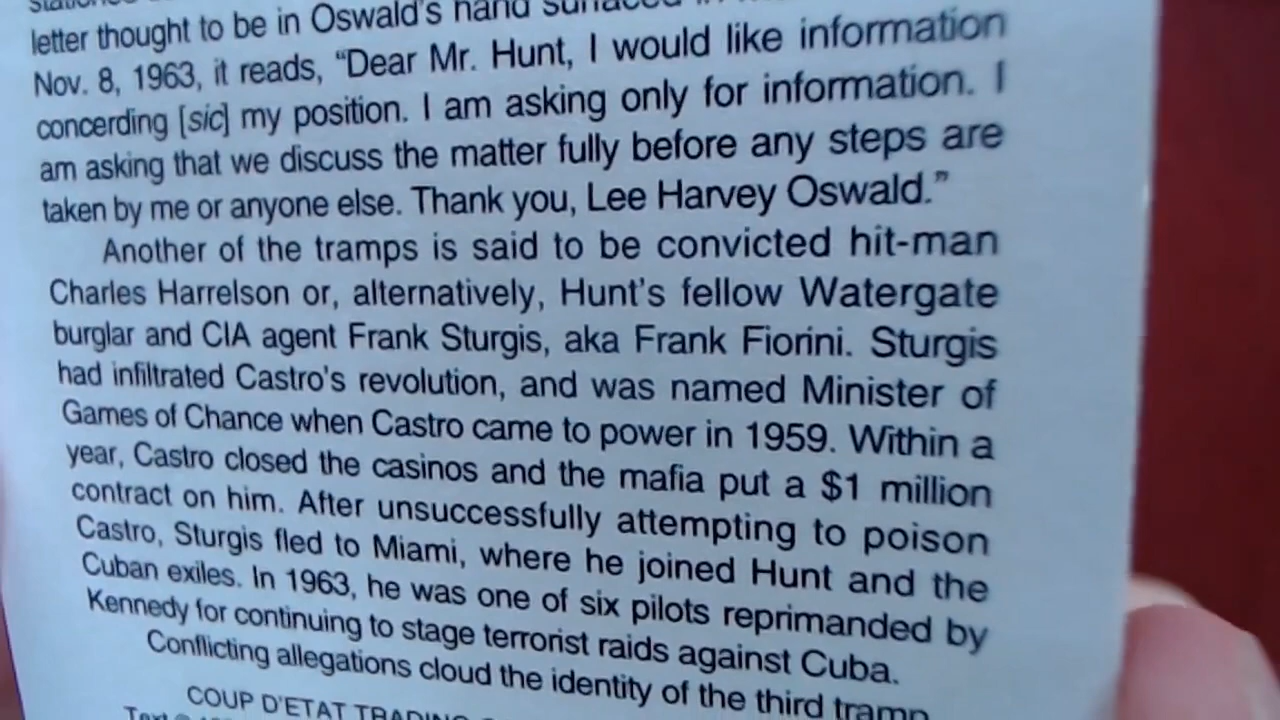 letter thought to be in Oswald's hand surfaced in
Nov. 8, 1963, it reads, “Dear Mr. Hunt, I would like information
concerding [sic] my position. I am asking only for information. I
am asking that we discuss the matter fully before any steps are
taken by me or anyone else. Thank you, Lee Harvey Oswald.”
Another of the tramps is said to be convicted hit-man
Charles Harrelson or, alternatively, Hunt's fellow Watergate
burglar and CIA agent Frank Sturgis, aka Frank Fiorini. Sturgis
had infiltrated Castro's revolution, and was named Minister of
Games of Chance when Castro came to power in 1959. Within a
year, Castro closed the casinos and the mafia put a $1 million
contract on him. After unsuccessfully attempting to poison
Castro, Sturgis fled to Miami, where he joined Hunt and the
Cuban exiles. In 1963, he was one of six pilots reprimanded by
Kennedy for continuing to stage terrorist raids against Cuba.
Conflicting allegations cloud the identity of the third tramp
COUP D'ETAT TRADING
Text ©